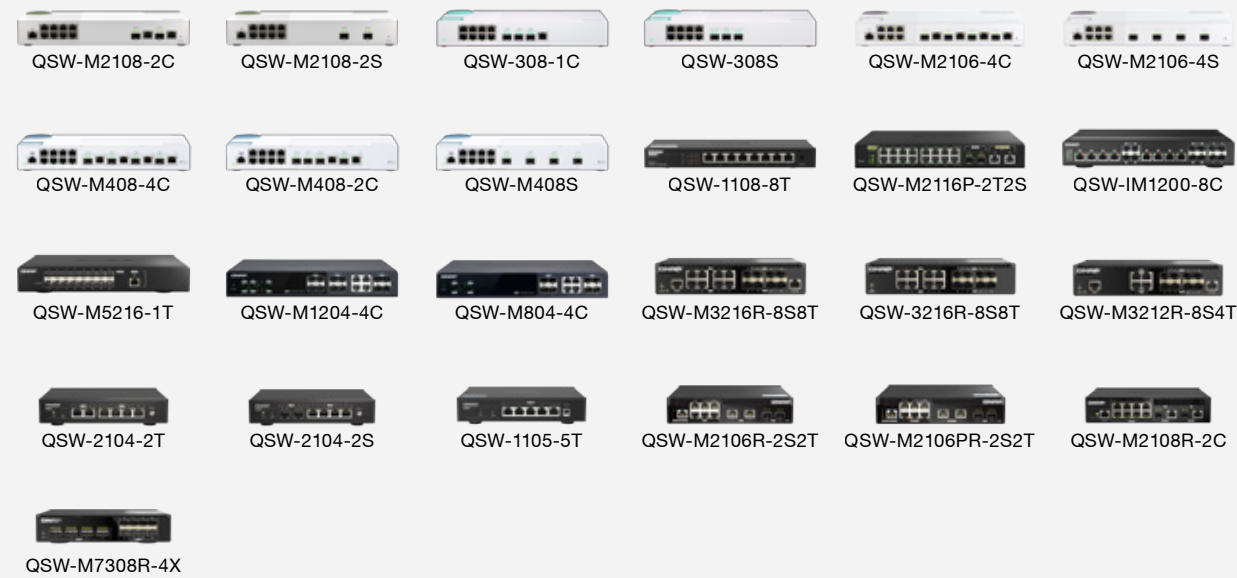 QSW-M2108-2C
QSW-M2108-2S
QSW-308-1C
QSW-308S
QSW-M2106-4C
QSW-M2106-4S
QSW-M408-4C
QSW-M408-2C
QSW-M408S
QSW-1108-8T
QSW-M2116P-2T2S
QSW-IM1200-8C
QSW-M5216-1T
QSW-M1204-4C
QSW-M804-4C
QSW-M3216R-8S8T
QSW-3216R-8S8T
QSW-M3212R-8S4T
QSW-2104-2T
QSW-2104-2S
QSW-1105-5T
QSW-M2106R-2S2T
QSW-M2106PR-2S2T
QSW-M2108R-2C
QSW-M7308R-4X